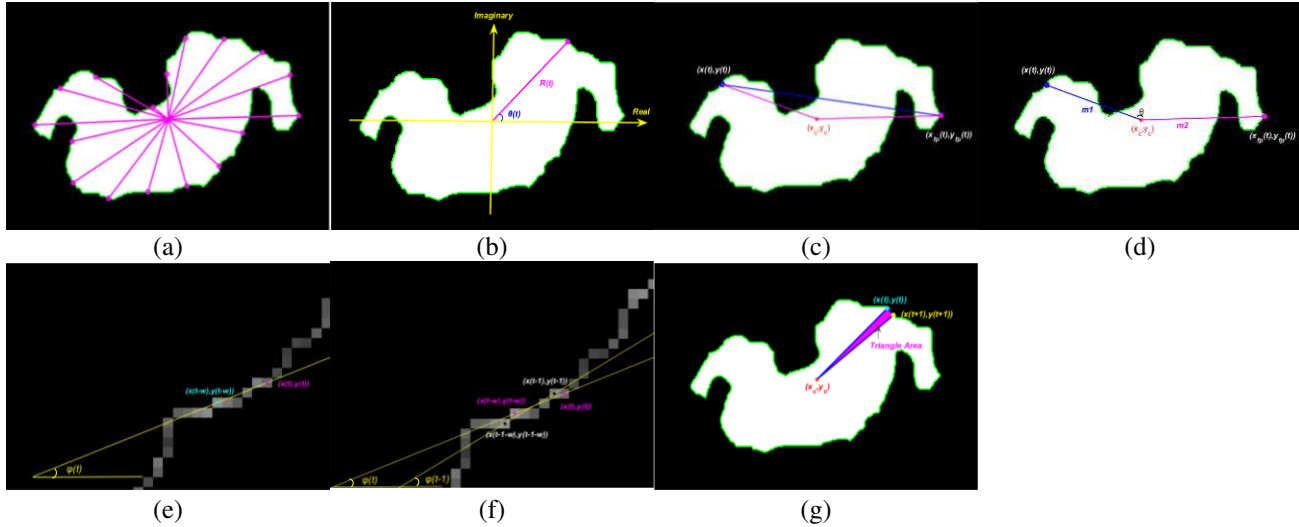 Imaginary
R(t)
θ(t)
Real
(x(t),y(t))
(x_c,y_c)
(x_fp(t),y_fp(t))
(x(t),y(t))
m1
(x_c,y_c)
m2
(x_fp(t),y_fp(t))
(a)
(b)
(c)
(d)
(x(t-w),y(t-w))
(x(t),y(t))
φ(t)
(x(t-1),y(t-1))
(x(t-w),y(t-w))
(x(t),y(t))
(x(t-1-w),y(t-1-w))
φ(t)
φ(t-1)
(x(t),y(t))
(x(t+1),y(t+1))
Triangle Area
(x_c,y_c)
(e)
(f)
(g)